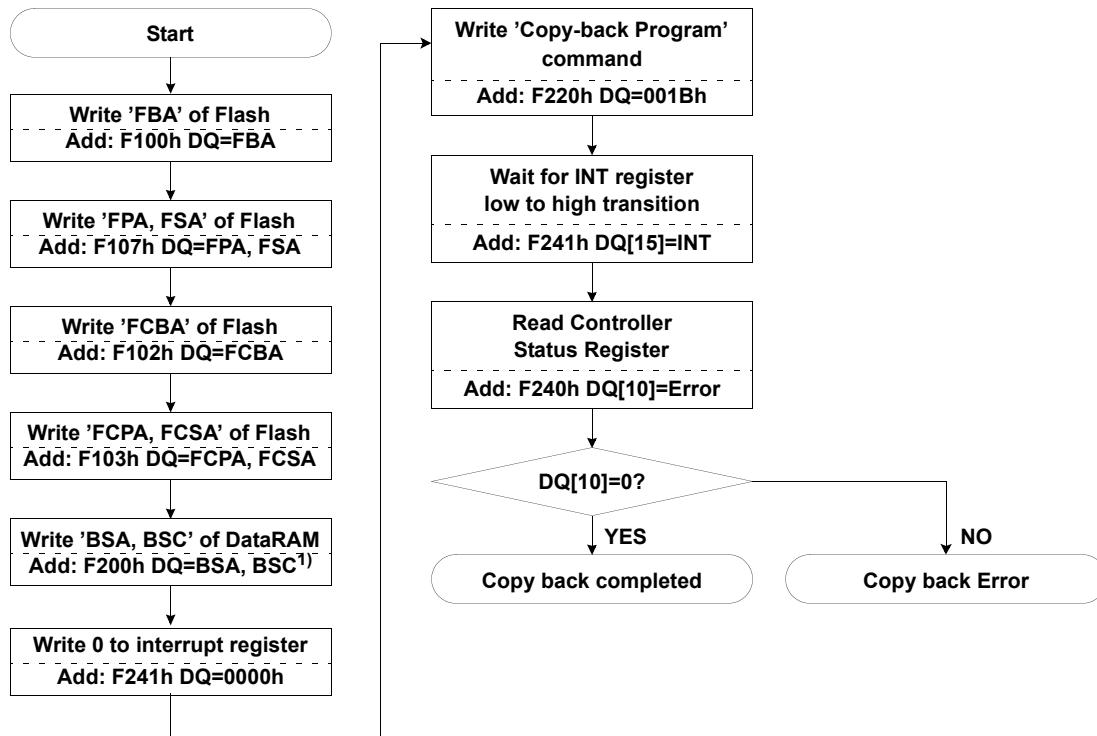 Start
Write ’FBA’ of Flash
Add: F100h DQ=FBA
Write ’FPA, FSA’ of Flash
Add: F107h DQ=FPA, FSA
Write ’FCBA’ of Flash
Add: F102h DQ=FCBA
Write ’FCPA, FCSA’ of Flash
Add: F103h DQ=FCPA, FCSA
Write ’BSA, BSC’ of DataRAM
Add: F200h DQ=BSA, BSC1)
Write 0 to interrupt register
Add: F241h DQ=0000h
Write ’Copy-back Program’
command
Add: F220h DQ=001Bh
Wait for INT register
low to high transition
Add: F241h DQ[15]=INT
Read Controller
Status Register
Add: F240h DQ[10]=Error
DQ[10]=0?
YES
NO
Copy back completed
Copy back Error